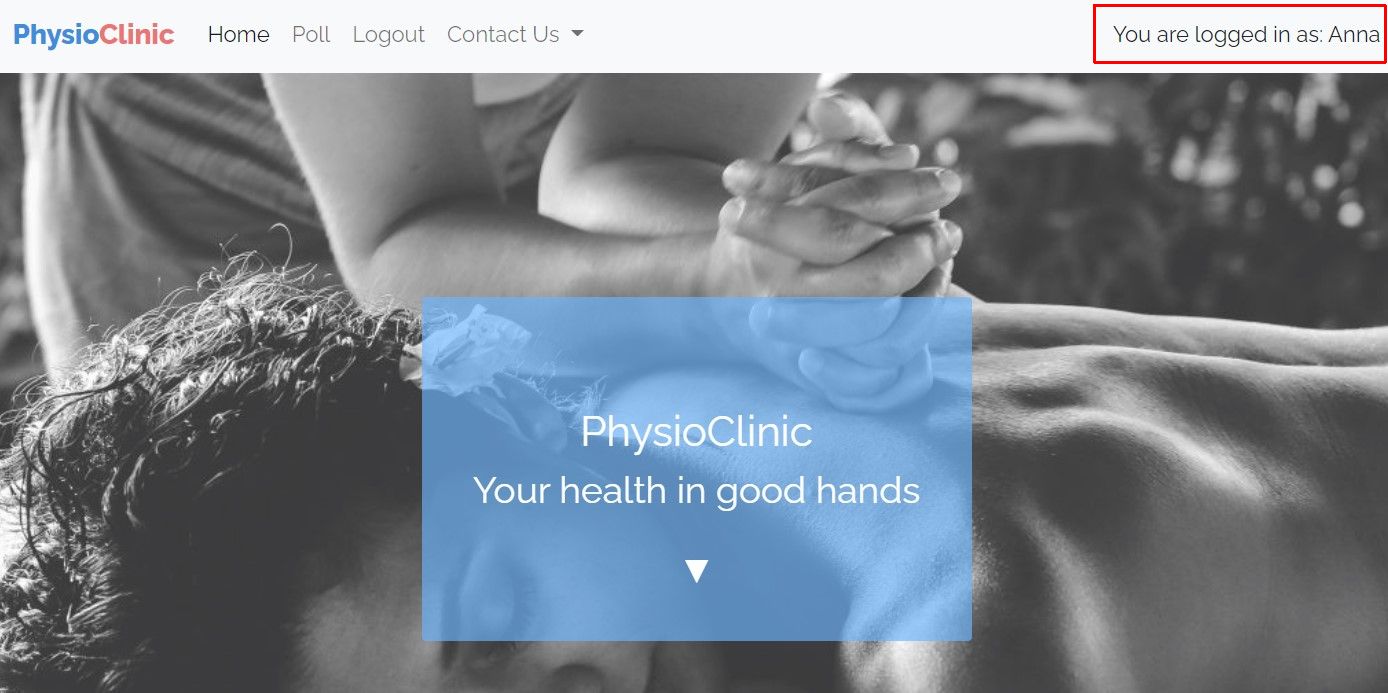 PhysioClinic Home Poll Logout Contact Us You are logged in as: Anna
PhysioClinic
Your health in good hands